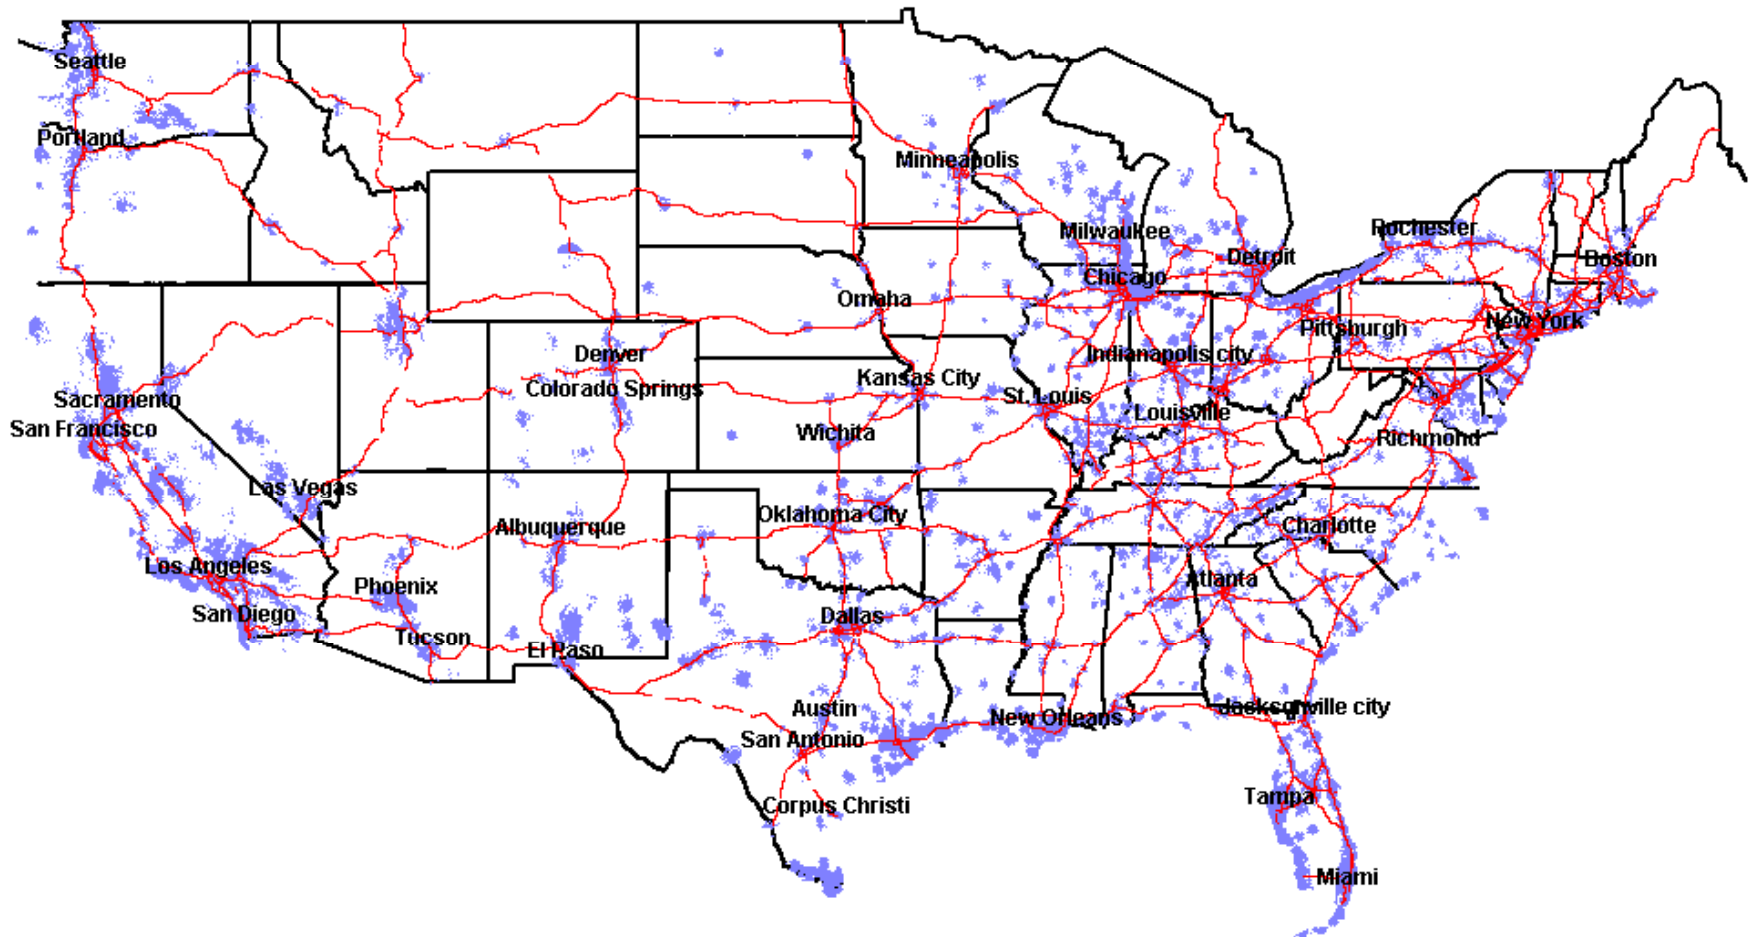 Seattle
Portland
Minneapolis
Milwaukee
Rochester
Detroit
Boston
Chicago
Omaha
New York
Pittsburgh
Denver
Indianapolis city
Colorado Springs
Kansas City
Sacramento
St. Louis
Louisville
San Francisco
Wichita
Richmond
Las Vegas
Oklahoma City
Albuquerque
Charlotte
Los Angeles
Phoenix
Atlanta
San Diego
Dallas
Tucson
El Paso
Austin
New Orleans
Jacksonville city
San Antonio
Tampa
Corpus Christi
Miami